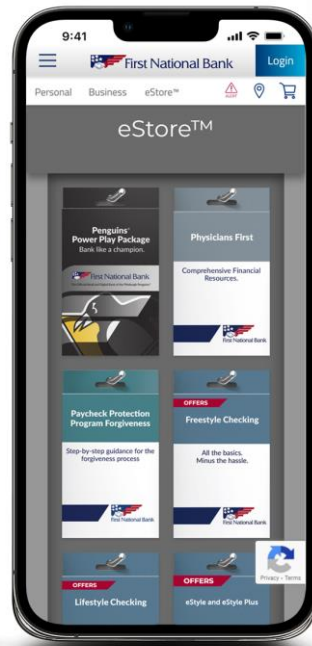 9:41
First National Bank
Login
Personal Business eStore™
eStore™
Penguins®
Power Play Package
Bank like a champion.
First National Bank
Physicians First
Comprehensive Financial
Resources.
First National Bank
Paycheck Protection
Program Forgiveness
Step-by-step guidance for the
forgiveness process
First National Bank
OFFERS
Freestyle Checking
All the basics.
Minus the hassle.
First National Bank
OFFERS
Lifestyle Checking
OFFERS
eStyle and eStyle Plus
Privacy - Terms